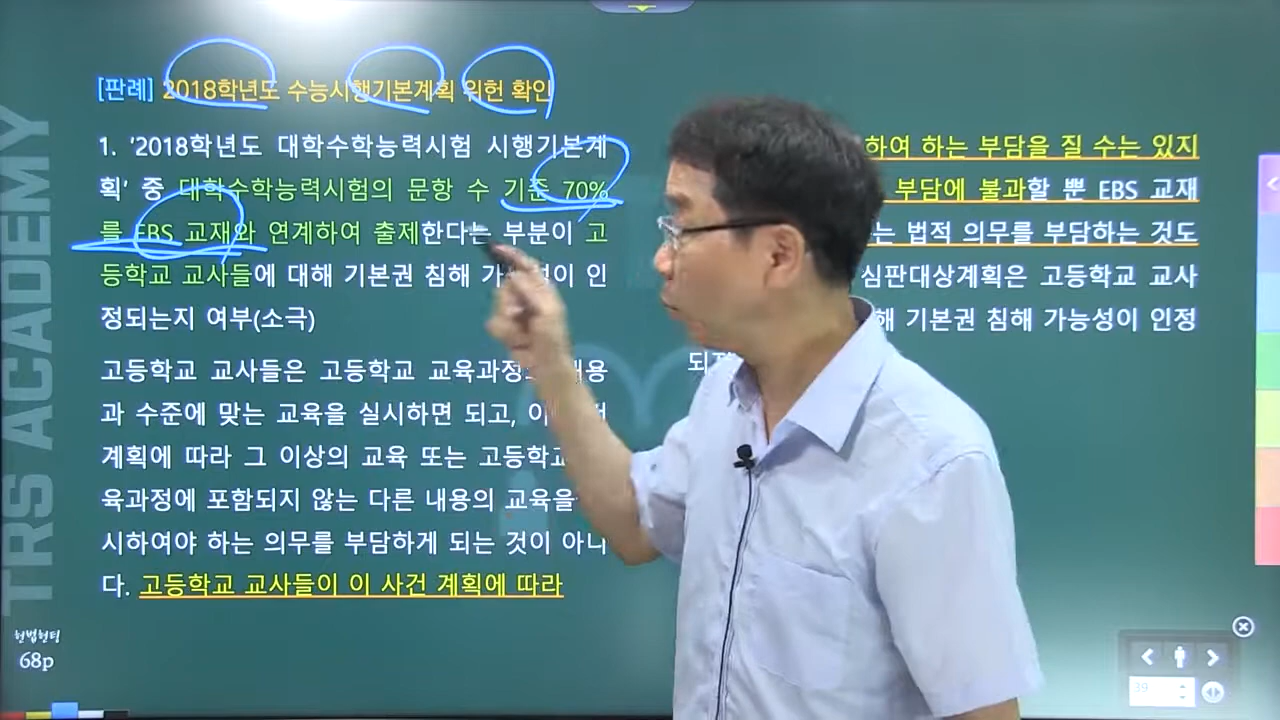 TRS ACADEMY
[판례] 2018학년도 수능시행기본계획 위헌 확인
1. '2018학년도 대학수학능력시험 시행기본계
획' 중 대학수학능력시험의 문항 수 기준 70%
를 EBS 교재와 연계하여 출제한다는 부분이 고
등학교 교사들에 대해 기본권 침해 가능성이 인
정되는지 여부(소극)
고등학교 교사들은 고등학교
과 수준에 맞는 교육을 실시하면 되고,
계획에 따라 그 이상의 교육 또는
육과정에 포함되지 않는 다른 내용의
시하여야 하는 의무를 부담하게 되는 것이 아니
다. 고등학교 교사들이 이 사건 계획에 따라
하여 하는 부담을 질 수는 있지
부담에 불과할 뿐 EBS 교재
는 법적 의무를 부담하는 것도
심판대상계획은 고등학교 교사
기본권 침해 가능성이 인정
헌법헌팅
68p
39